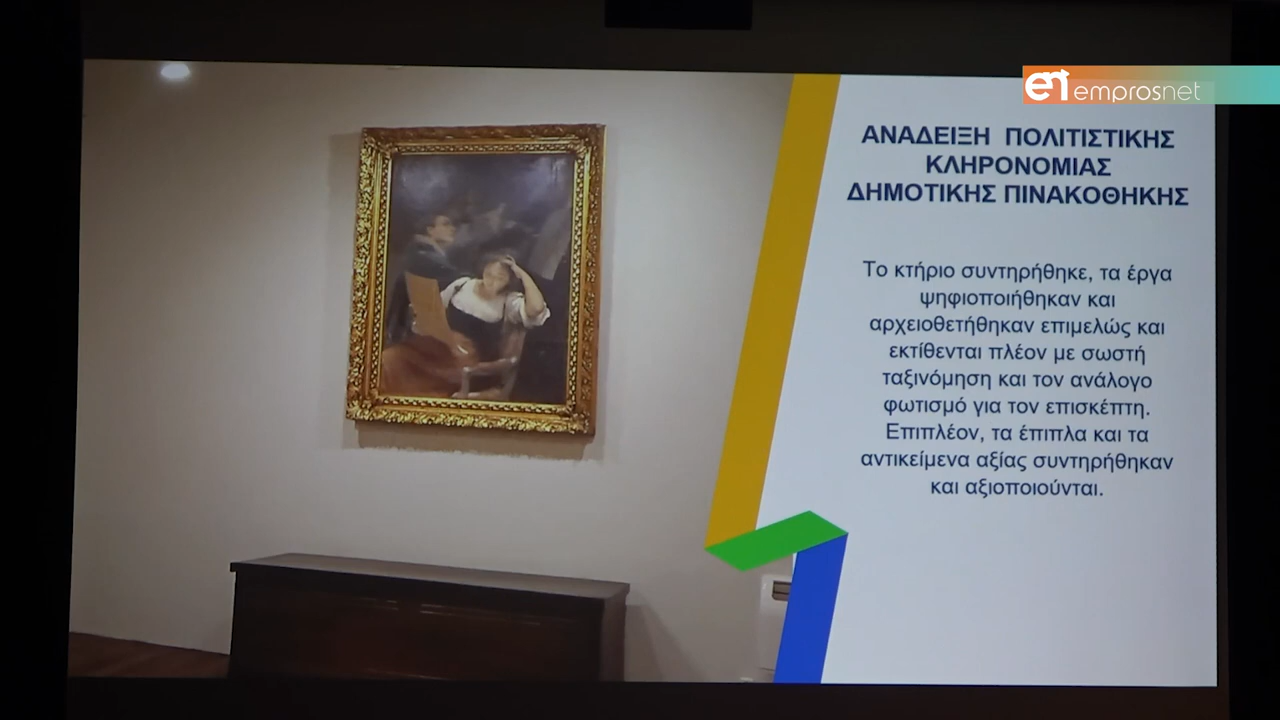 en emprosnet
ΑΝΑΔΕΙΞΗ ΠΟΛΙΤΙΣΤΙΚΗΣ
ΚΛΗΡΟΝΟΜΙΑΣ
ΔΗΜΟΤΙΚΗΣ ΠΙΝΑΚΟΘΗΚΗΣ
Το κτήριο συντηρήθηκε, τα έργα
ψηφιοποιήθηκαν και
αρχειοθετήθηκαν επιμελώς και
εκτίθενται πλέον με σωστή
ταξινόμηση και τον ανάλογο
φωτισμό για τον επισκέπτη.
Επιπλέον, τα έπιπλα και τα
αντικείμενα αξίας συντηρήθηκαν
και αξιοποιούνται.